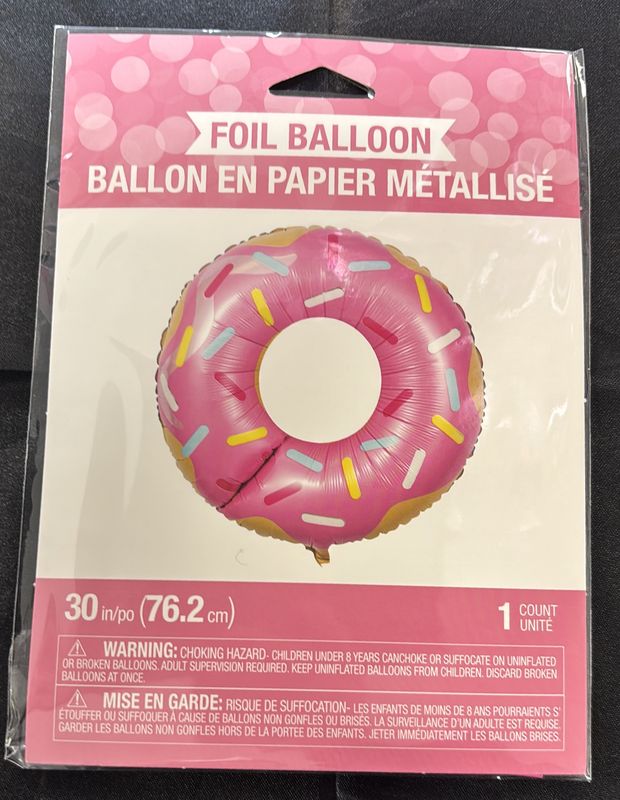 FOIL BALLOON
BALLON EN PAPIER MÉTALLISÉ
30 in/po (76.2 cm)
1 COUNT
UNITÉ
WARNING: CHOKING HAZARD- CHILDREN UNDER 8 YEARS CANCHOKE OR SUFFOCATE ON UNINFLATED
OR BROKEN BALLOONS. ADULT SUPERVISION REQUIRED. KEEP UNINFLATED BALLOONS FROM CHILDREN. DISCARD BROKEN
BALLOONS AT ONCE.
MISE EN GARDE: RISQUE DE SUFFOCATION- LES ENFANTS DE MOINS DE 8 ANS POURRAIENTS S'
ÉTOUFFER OU SUFFOQUER À CAUSE DE BALLONS NON GONFLES OU BRISÉS. LA SURVEILLANCE D'UN ADULTE EST REQUISE.
GARDER LES BALLONS NON GONFLES HORS DE LA PORTEE DES ENFANTS. JETER IMMÉDIATEMENT LES BALLONS BRISES.